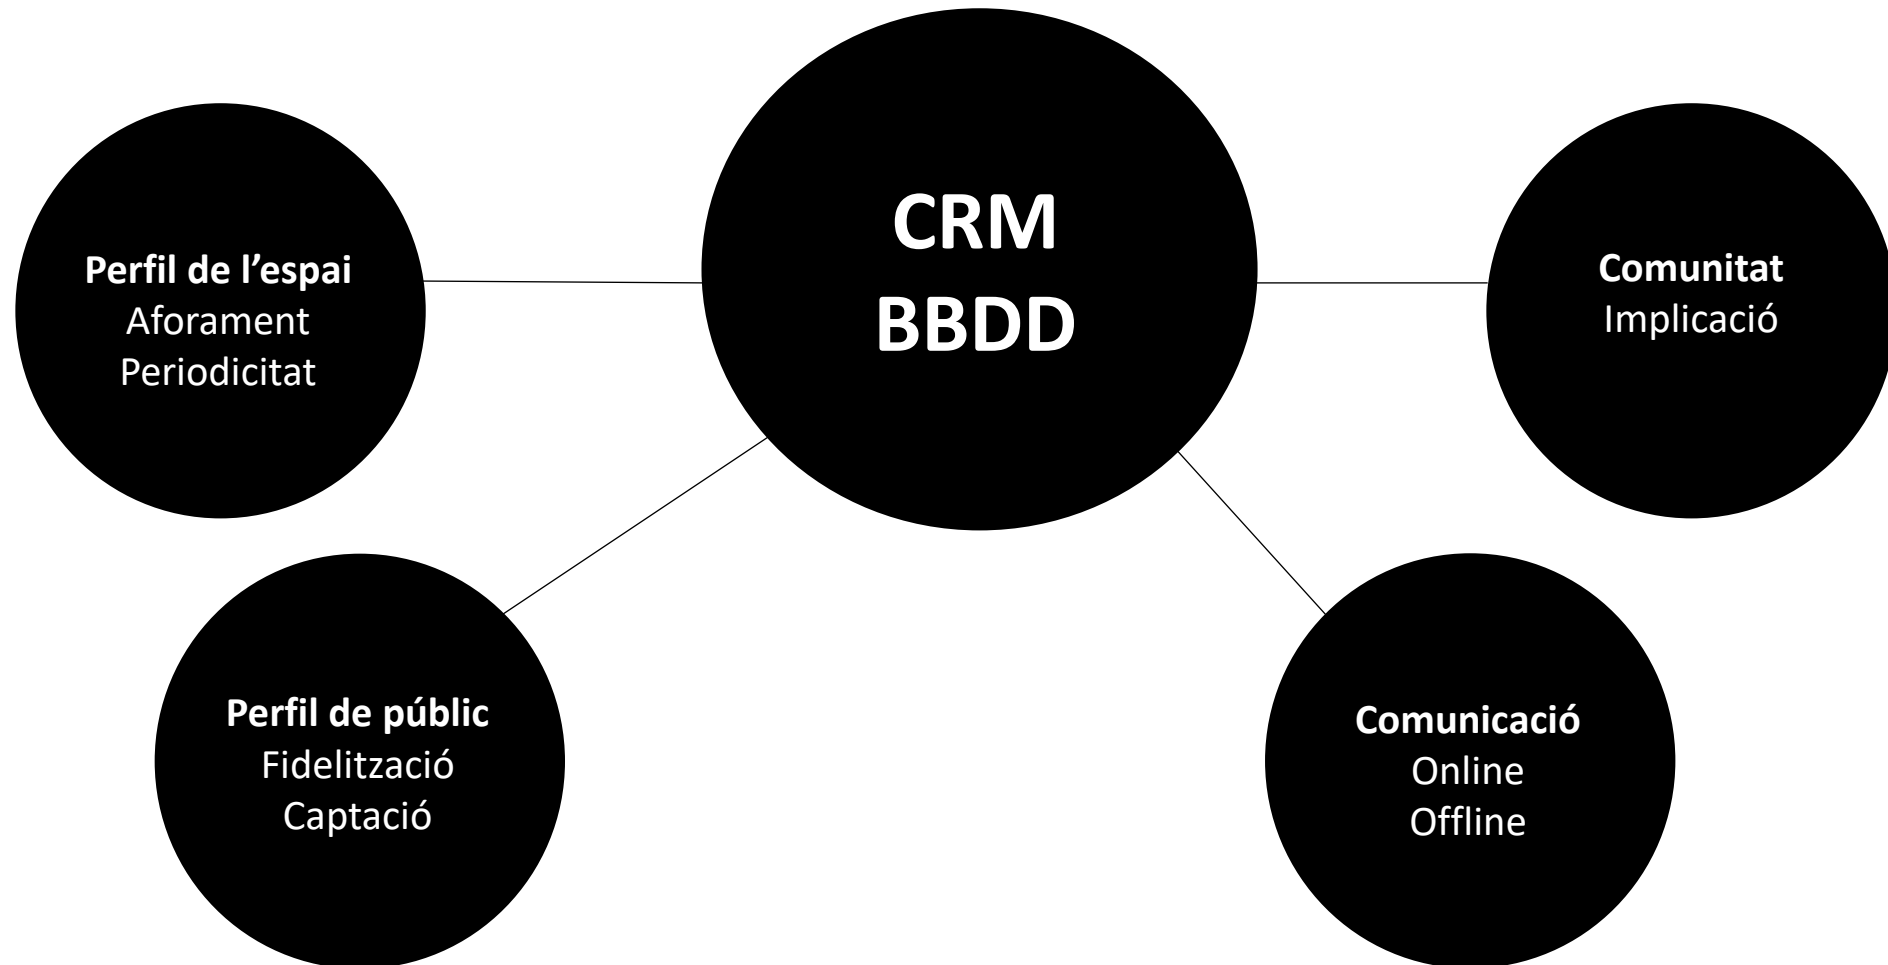 CRM
BBDD
Perfil de l’espai
Aforament
Periodicitat
Comunitat
Implicació
Perfil de públic
Fidelització
Captació
Comunicació
Online
Offline